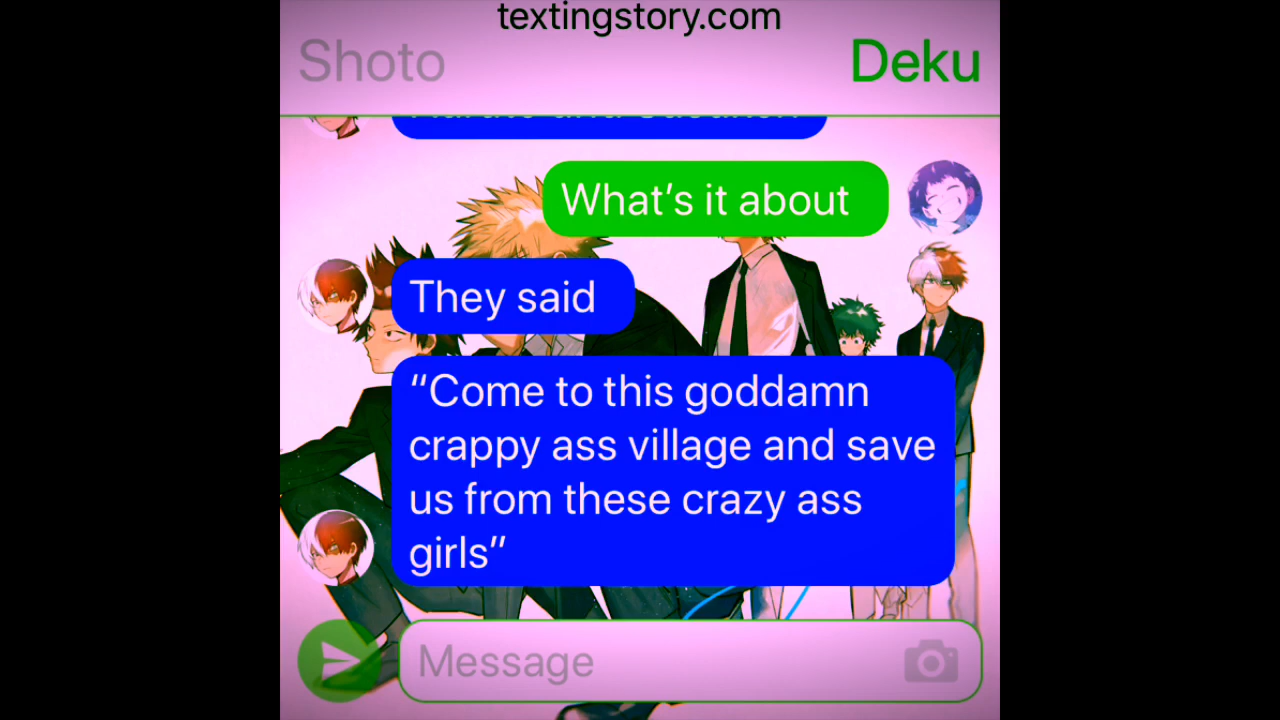 textingstory.com
Shoto
Deku
What's it about
They said
“Come to this goddamn
crappy ass village and save
us from these crazy ass
girls”
Message